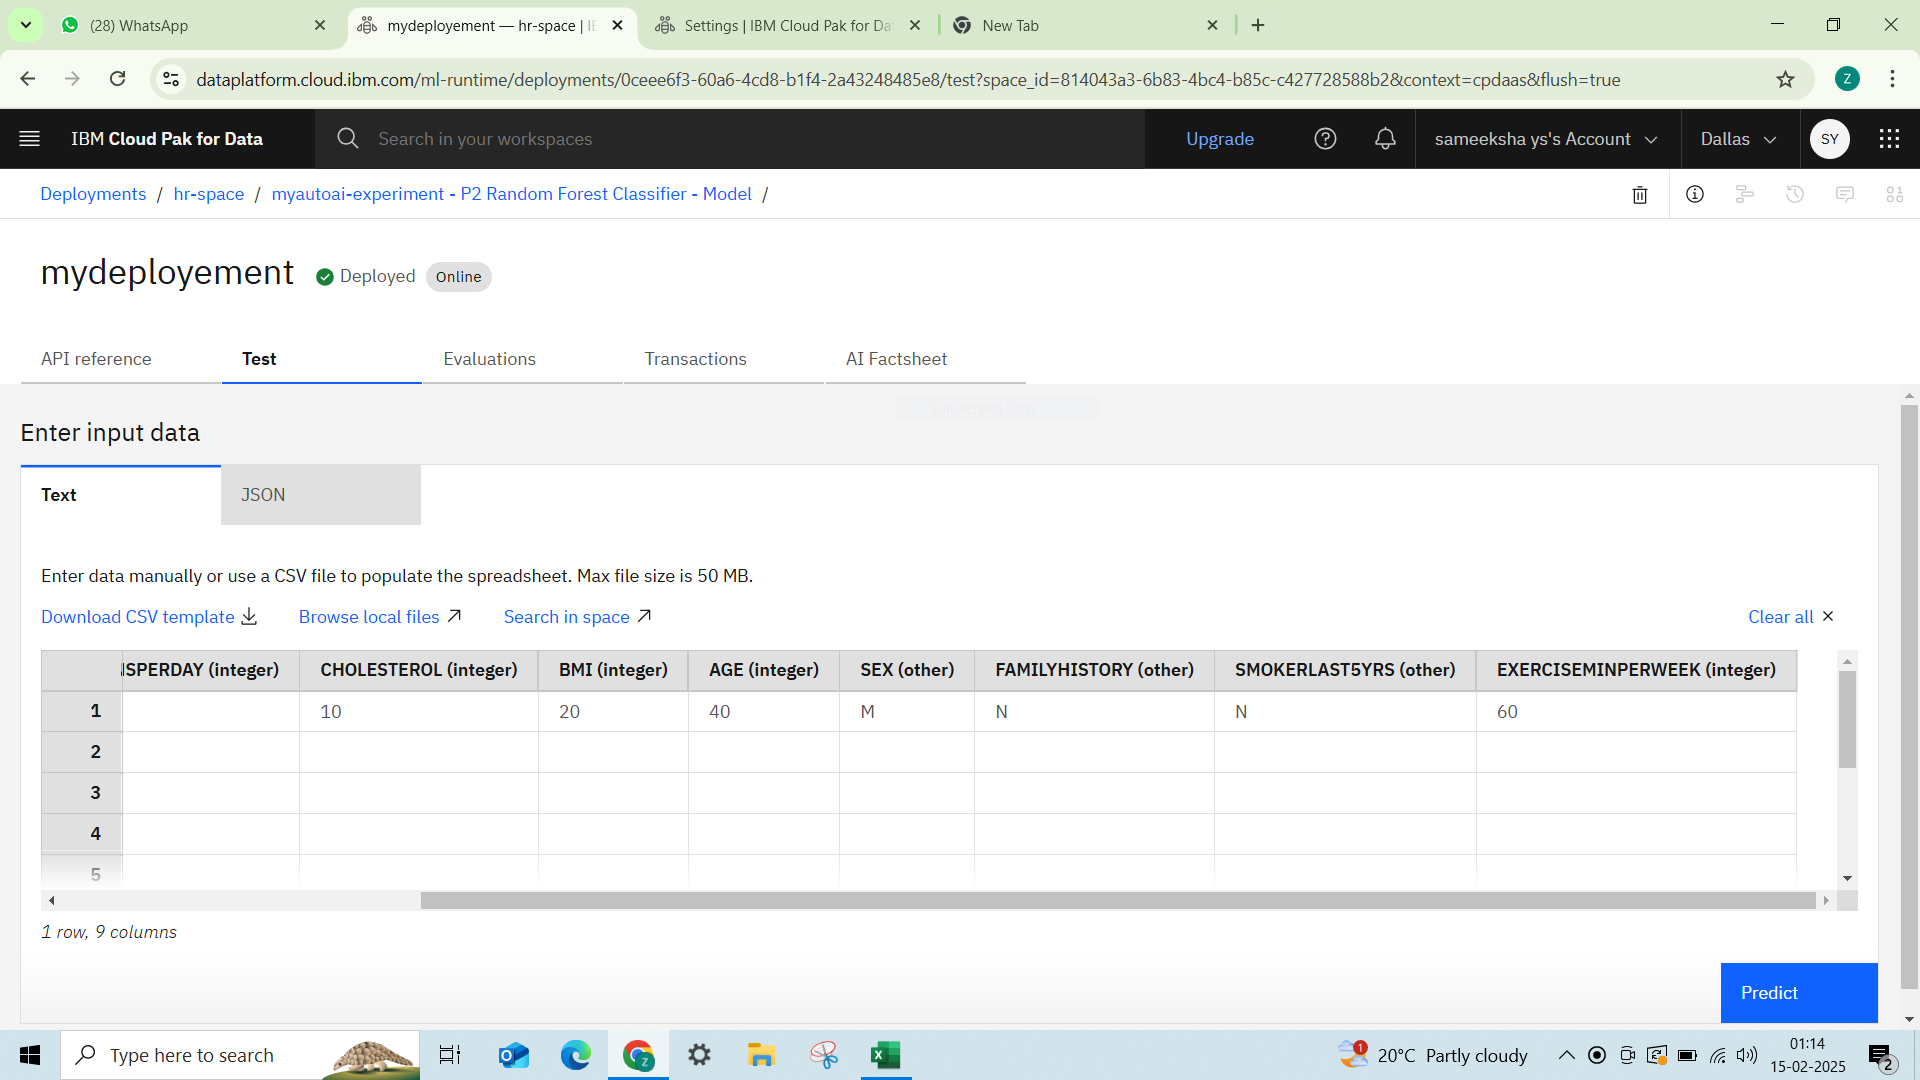 (28) WhatsApp
mydeployement — hr-space | IE
Settings | IBM Cloud Pak for Da
New Tab
dataplatform.cloud.ibm.com/ml-runtime/deployments/0ceee6f3-60a6-4cd8-b1f4-2a43248485e8/test?space_id=814043a3-6b83-4bc4-b85c-c427728588b2&context=cpdaas&flush=true
Z
IBM Cloud Pak for Data
Search in your workspaces
Upgrade
sameeksha ys's Account
Dallas
SY
Deployments / hr-space / myautoai-experiment - P2 Random Forest Classifier - Model /
mydeployement
Deployed
Online
API reference
Test
Evaluations
Transactions
AI Factsheet
Full-screen Snip
Enter input data
Text
JSON
Enter data manually or use a CSV file to populate the spreadsheet. Max file size is 50 MB.
Download CSV template
Browse local files
Search in space
Clear all
SPERDAY (integer) CHOLESTEROL (integer) BMI (integer) AGE (integer) SEX (other) FAMILYHISTORY (other) SMOKERLAST5YRS (other) EXERCISEMINPERWEEK (integer)
1 10 20 40 M N N 60
2
3
4
5
1 row, 9 columns
Predict
Type here to search
1
20°C Partly cloudy
01:14
15-02-2025
2